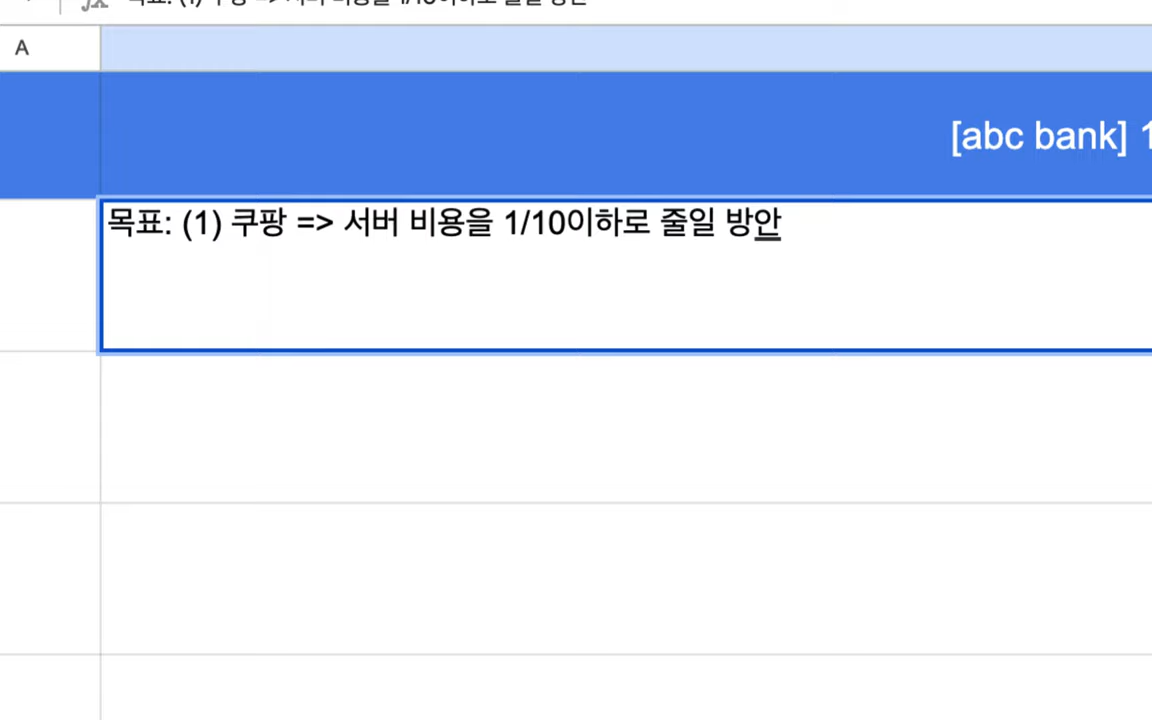 A
[abc bank] 1
목표: (1) 쿠팡 => 서버 비용을 1/10이하로 줄일 방안